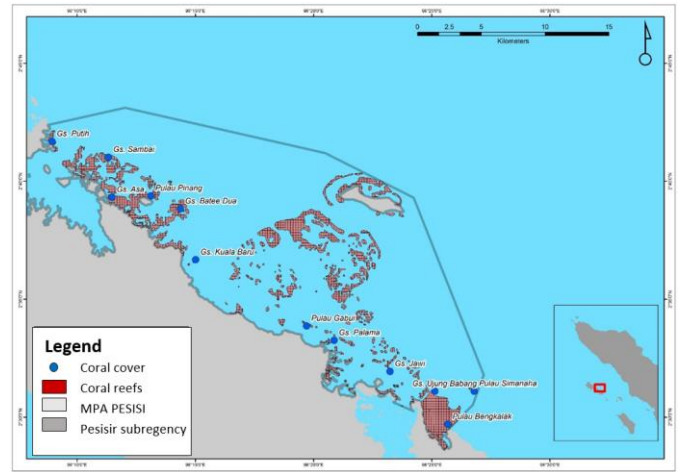 0 2,5 5 10 15
Kilometers
Gs. Putih
Gs. Sambai
Gs. Asa
Pulau Pinang
Gs. Batee Dua
Gs. Kuala Baru
Pulau Gabui
Gs. Palama
Gs. Jawi
Gs. Ujung Babang
Pulau Simanaha
Pulau Bengkalak
Legend
Coral cover
Coral reefs
MPA PESISI
Pesisir subregency